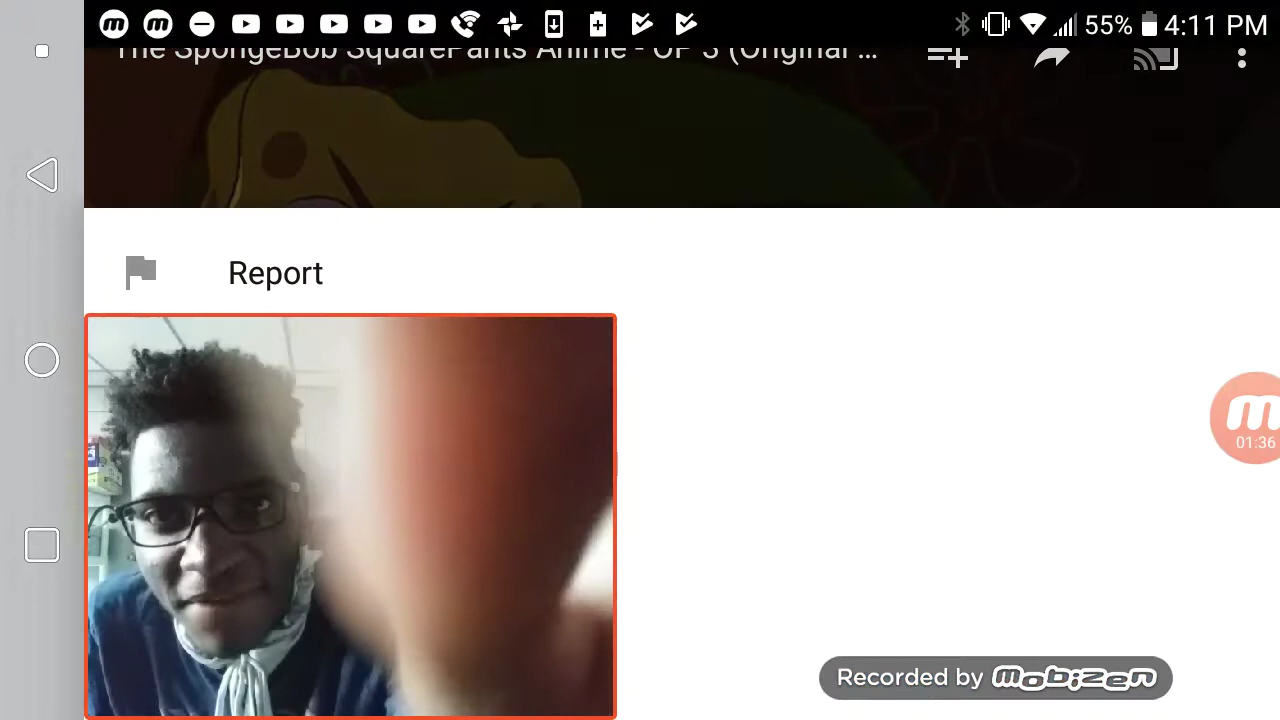 55% 4:11 PM
The SpongeBob SquarePants Anime - OP 3 (Original ...
Report
01:36
Recorded by mobizen